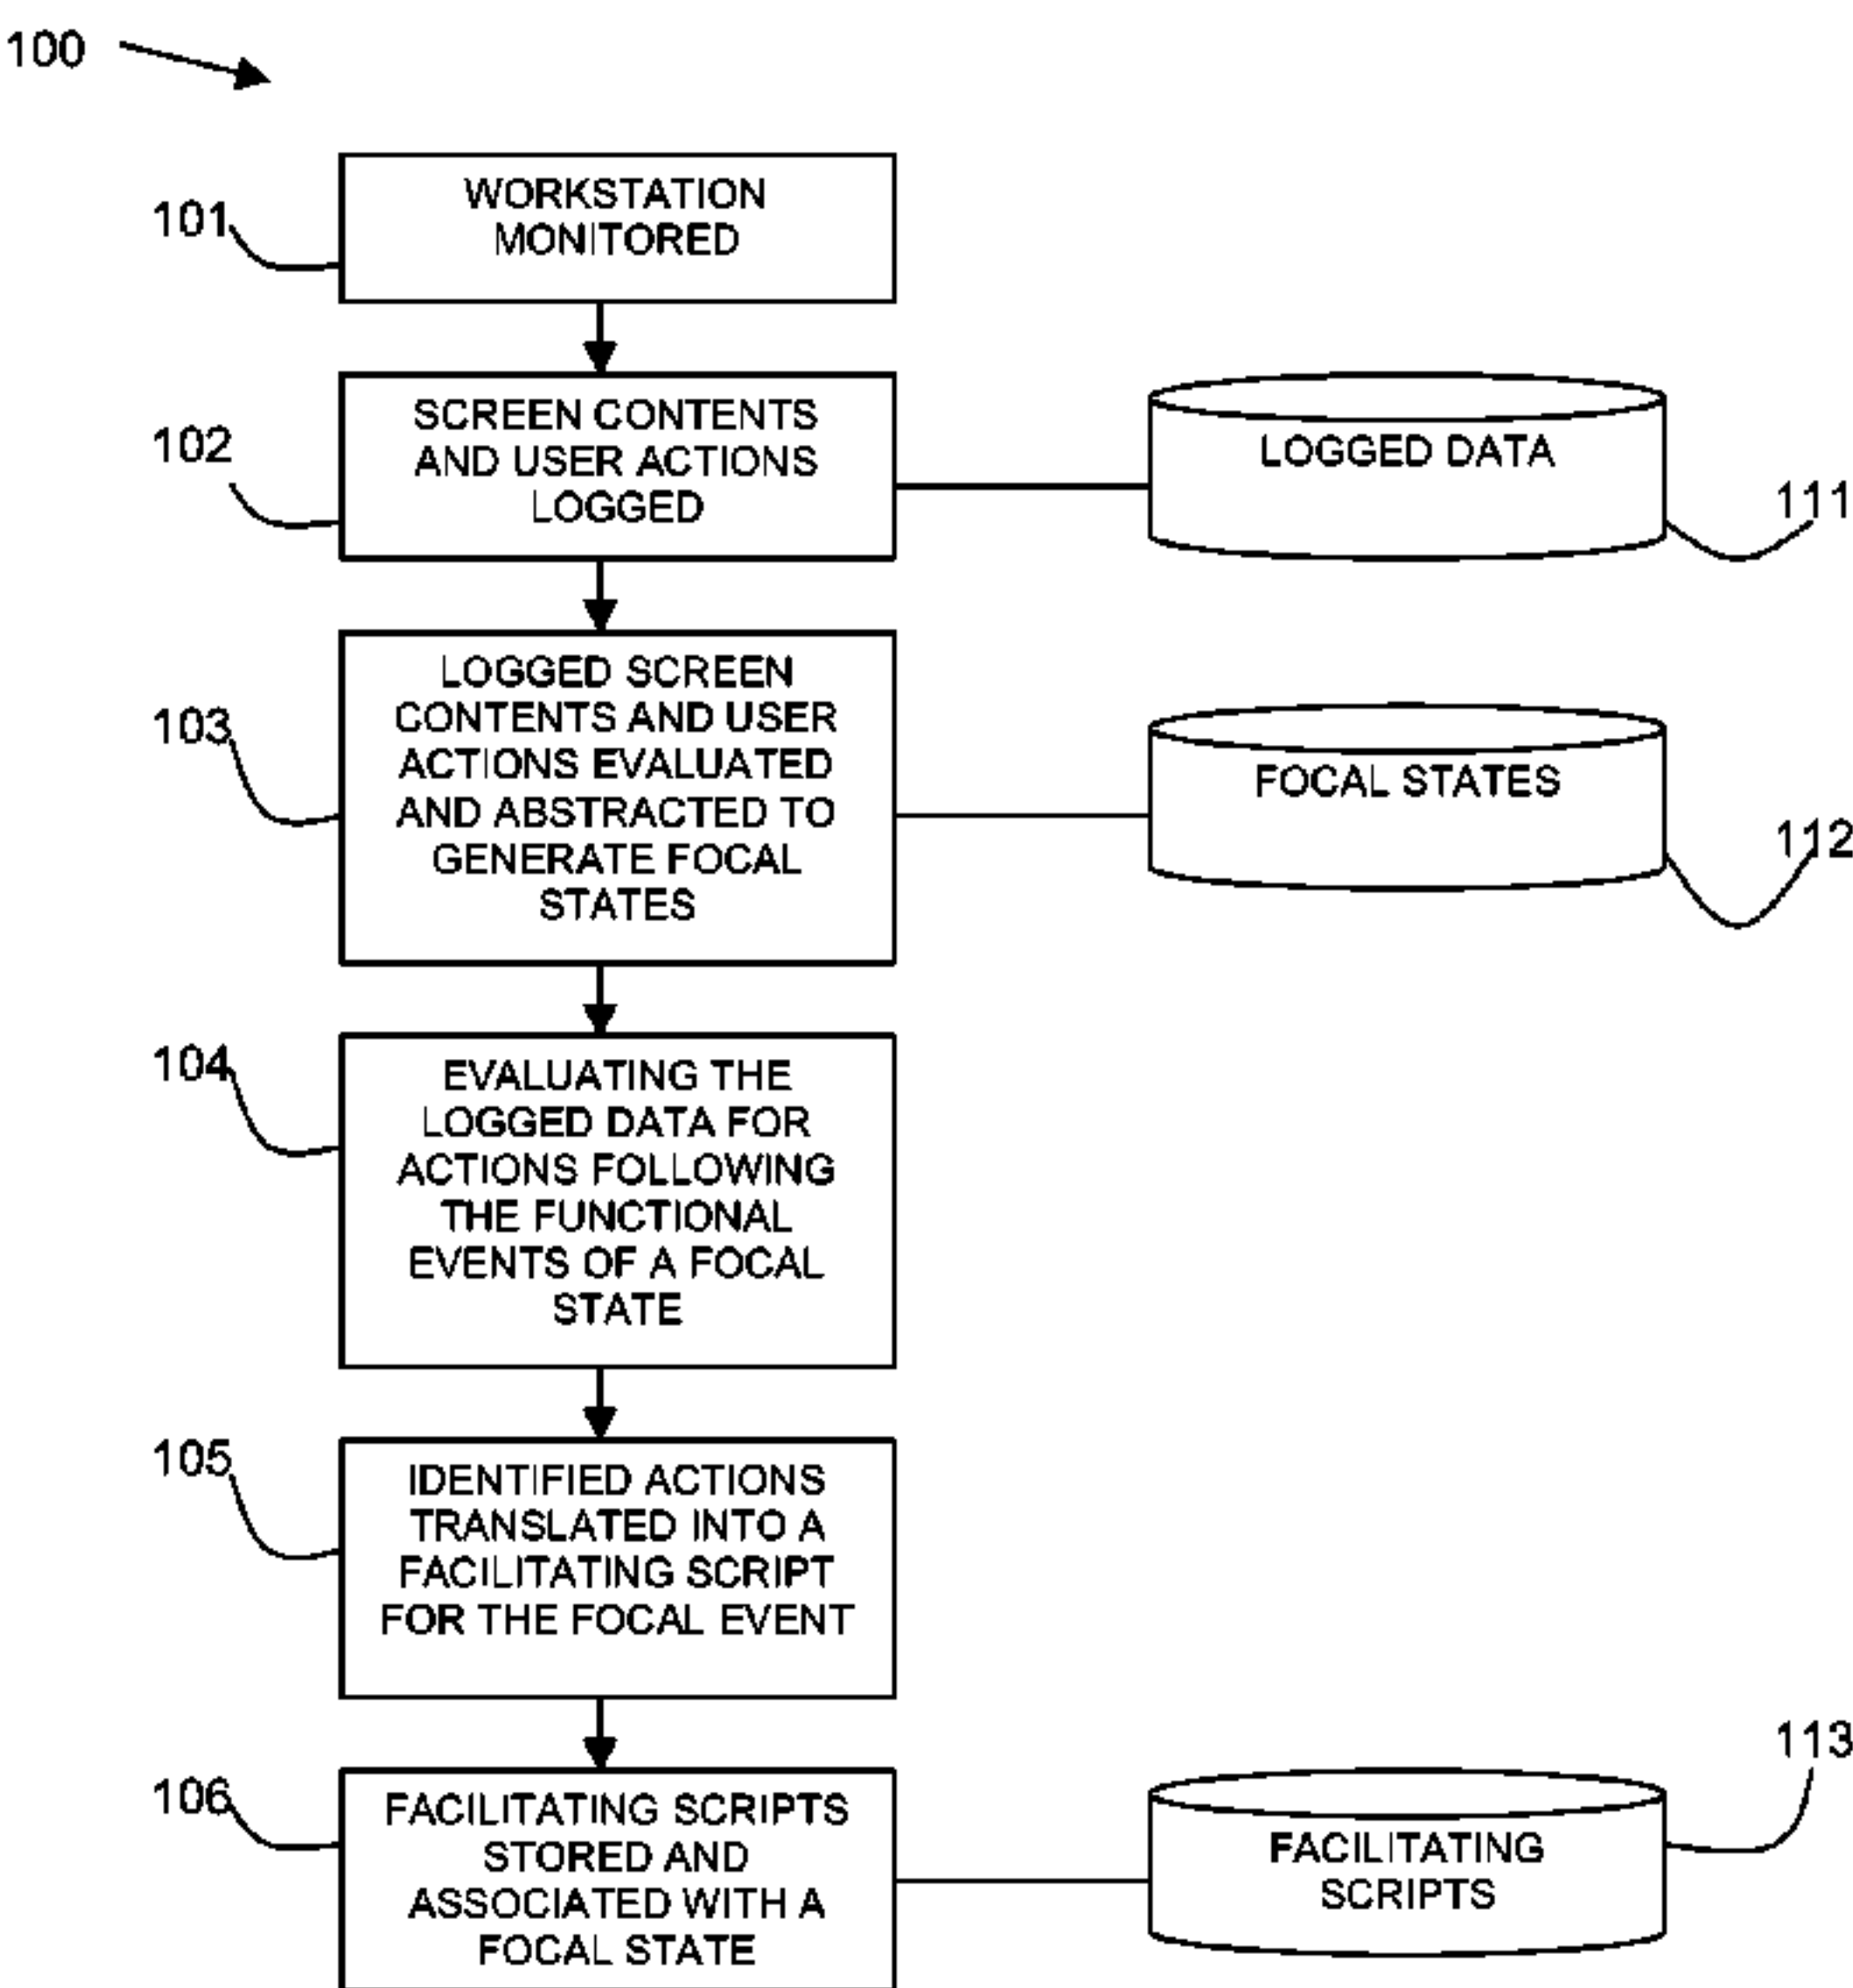 100
101
WORKSTATION
MONITORED
102
SCREEN CONTENTS
AND USER ACTIONS
LOGGED
LOGGED DATA
111
103
LOGGED SCREEN
CONTENTS AND USER
ACTIONS EVALUATED
AND ABSTRACTED TO
GENERATE FOCAL
STATES
FOCAL STATES
112
104
EVALUATING THE
LOGGED DATA FOR
ACTIONS FOLLOWING
THE FUNCTIONAL
EVENTS OF A FOCAL
STATE
105
IDENTIFIED ACTIONS
TRANSLATED INTO A
FACILITATING SCRIPT
FOR THE FOCAL EVENT
106
FACILITATING SCRIPTS
STORED AND
ASSOCIATED WITH A
FOCAL STATE
FACILITATING
SCRIPTS
113